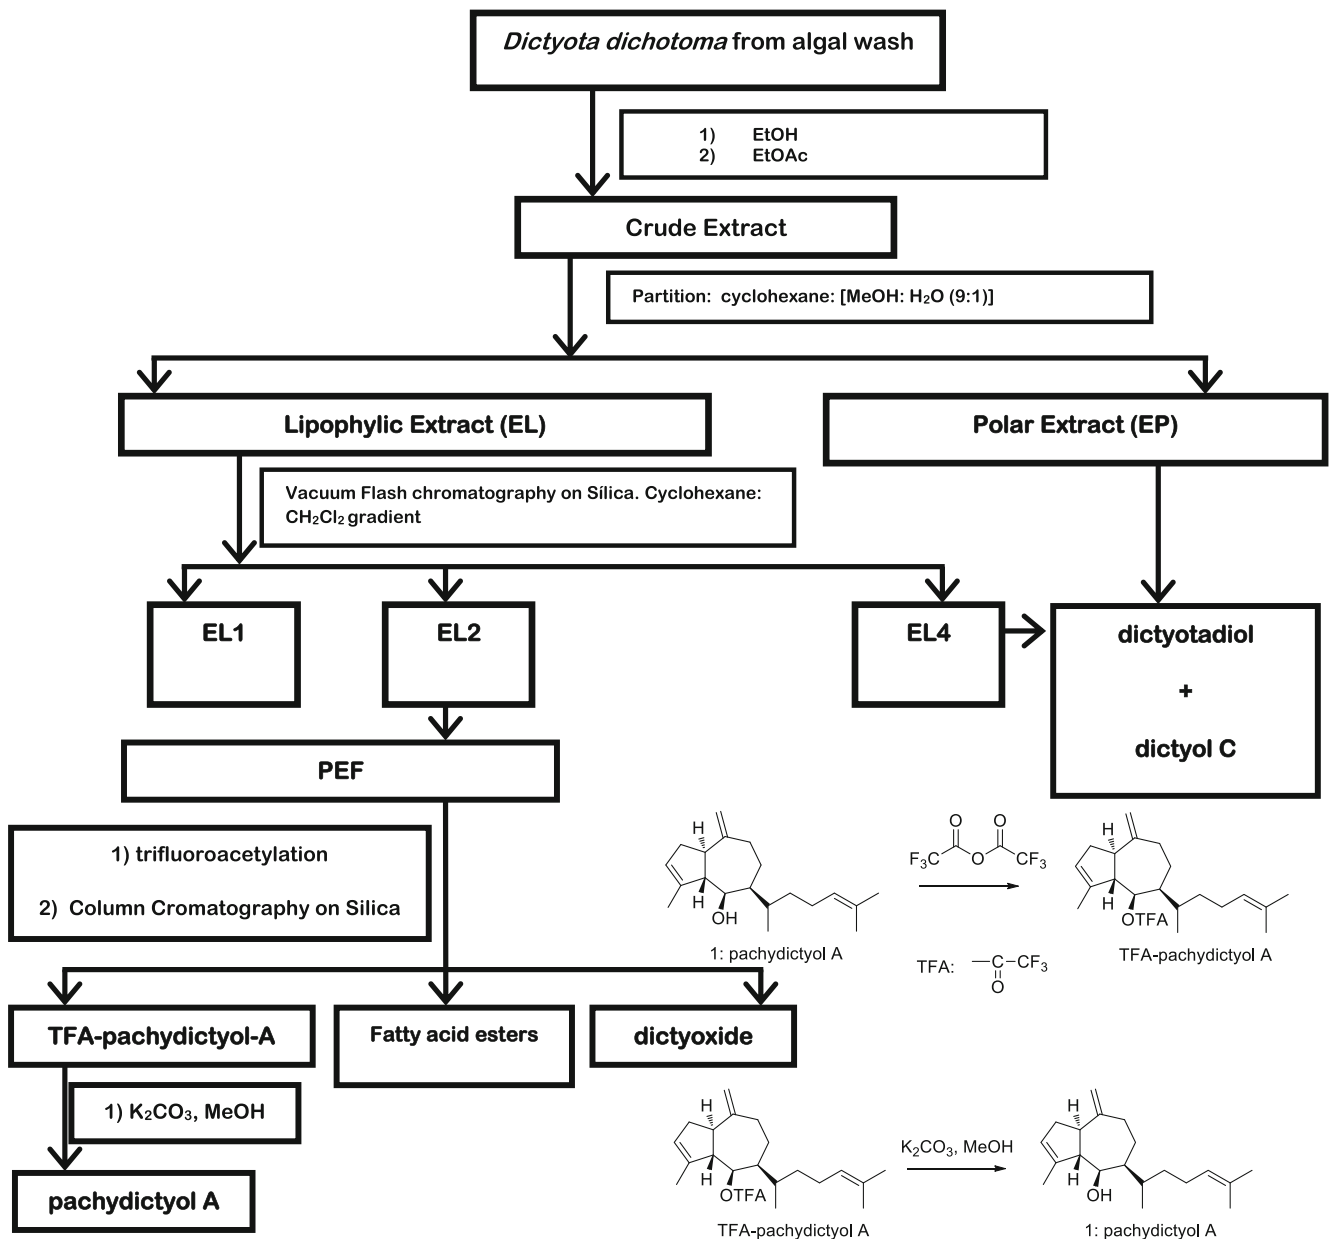 Dictyota dichotoma from algal wash
1) EtOH
2) EtOAc
Crude Extract
Partition: cyclohexane: [MeOH: H₂O (9:1)]
Lipophylic Extract (EL)
Polar Extract (EP)
Vacuum Flash chromatography on Sílica. Cyclohexane:
CH₂Cl₂ gradient
EL1
EL2
EL4
dictyotadiol
+
dictyol C
PEF
1) trifluoroacetylation
2) Column Cromatography on Silica
H
H
OH
1: pachydictyol A
O O
F₃C O CF₃
TFA: —C—CF₃
O
H
H
OTFA
TFA-pachydictyol A
TFA-pachydictyol-A
Fatty acid esters
dictyoxide
1) K₂CO₃, MeOH
pachydictyol A
H
H
OTFA
TFA-pachydictyol A
K₂CO₃, MeOH
H
H
OH
1: pachydictyol A